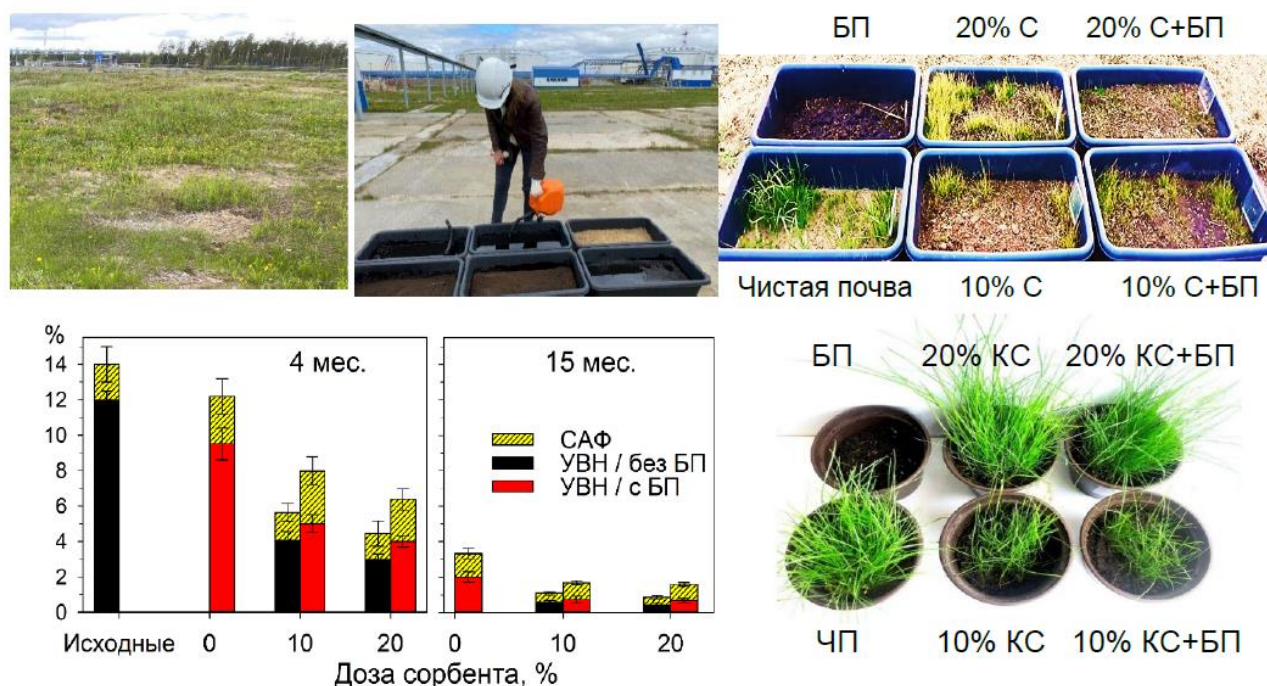 БП 20% С 20% С+БП
Чистая почва 10% С 10% С+БП
%
4 мес. 15 мес.
14
12
10
8
6
4
2
0
САФ
УВН / без БП
УВН / с БП
Исходные 0 10 20 0 10 20
Доза сорбента, %
БП 20% КС 20% КС+БП
ЧП 10% КС 10% КС+БП